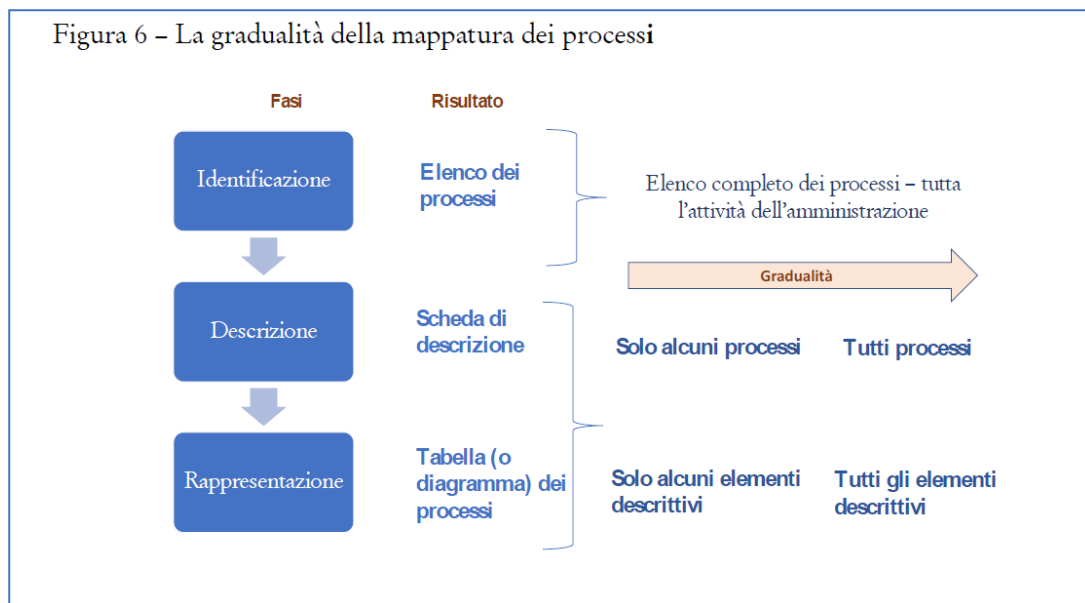 Figura 6 – La gradualità della mappatura dei processi
Fasi
Risultato
Identificazione
Elenco dei
processi
Elenco completo dei processi – tutta
l'attività dell'amministrazione
Gradualità
Descrizione
Scheda di
descrizione
Solo alcuni processi
Tutti processi
Rappresentazione
Tabella (o
diagramma) dei
processi
Solo alcuni elementi
descrittivi
Tutti gli elementi
descrittivi